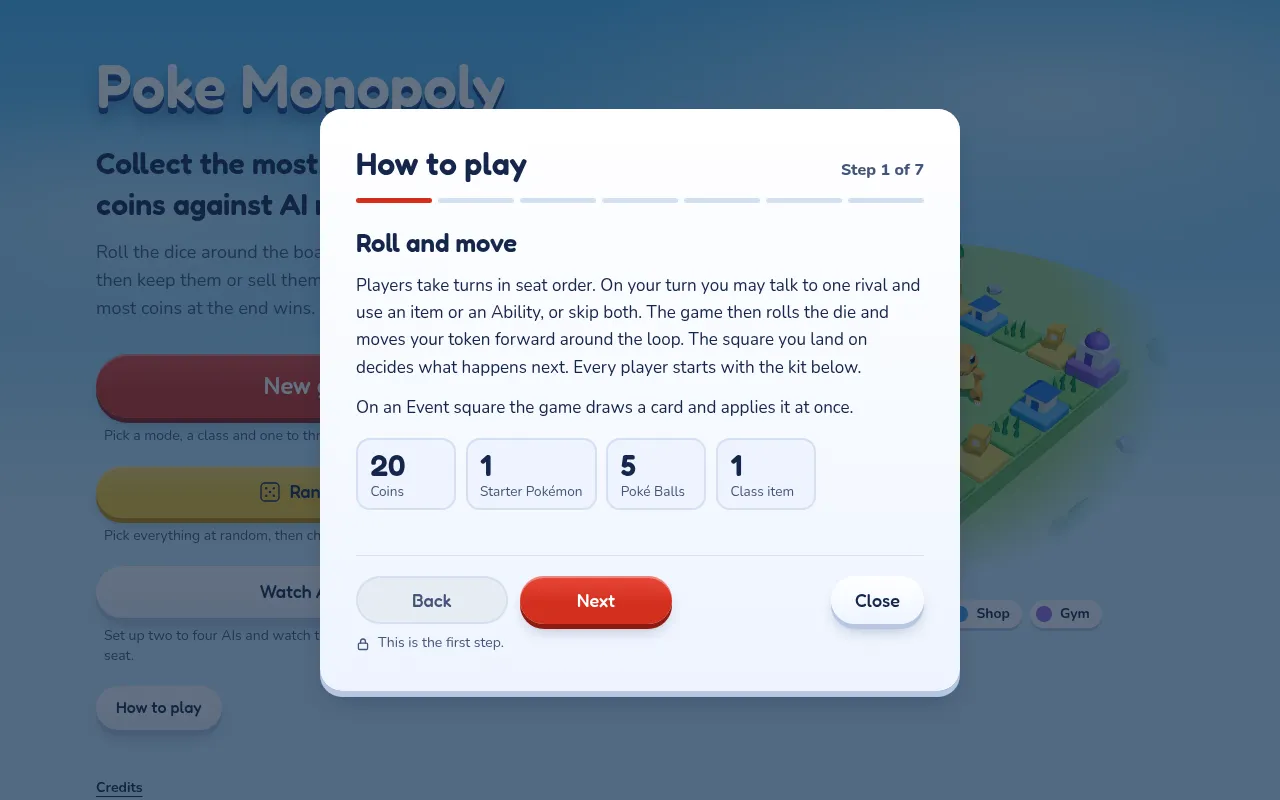 Poke Monopoly
Collect the most
coins against AI
Roll the dice around the boa
then keep them or sell them
most coins at the end wins.
New
Pick a mode, a class and one to thr
Ran
Pick everything at random, then ch
Watch
Set up two to four AIs and watch t
seat.
How to play
Credits
How to play
Step 1 of 7
Roll and move
Players take turns in seat order. On your turn you may talk to one rival and
use an item or an Ability, or skip both. The game then rolls the die and
moves your token forward around the loop. The square you land on
decides what happens next. Every player starts with the kit below.
On an Event square the game draws a card and applies it at once.
20
Coins
1
Starter Pokémon
5
Poké Balls
1
Class item
Back
Next
Close
This is the first step.
Shop
Gym